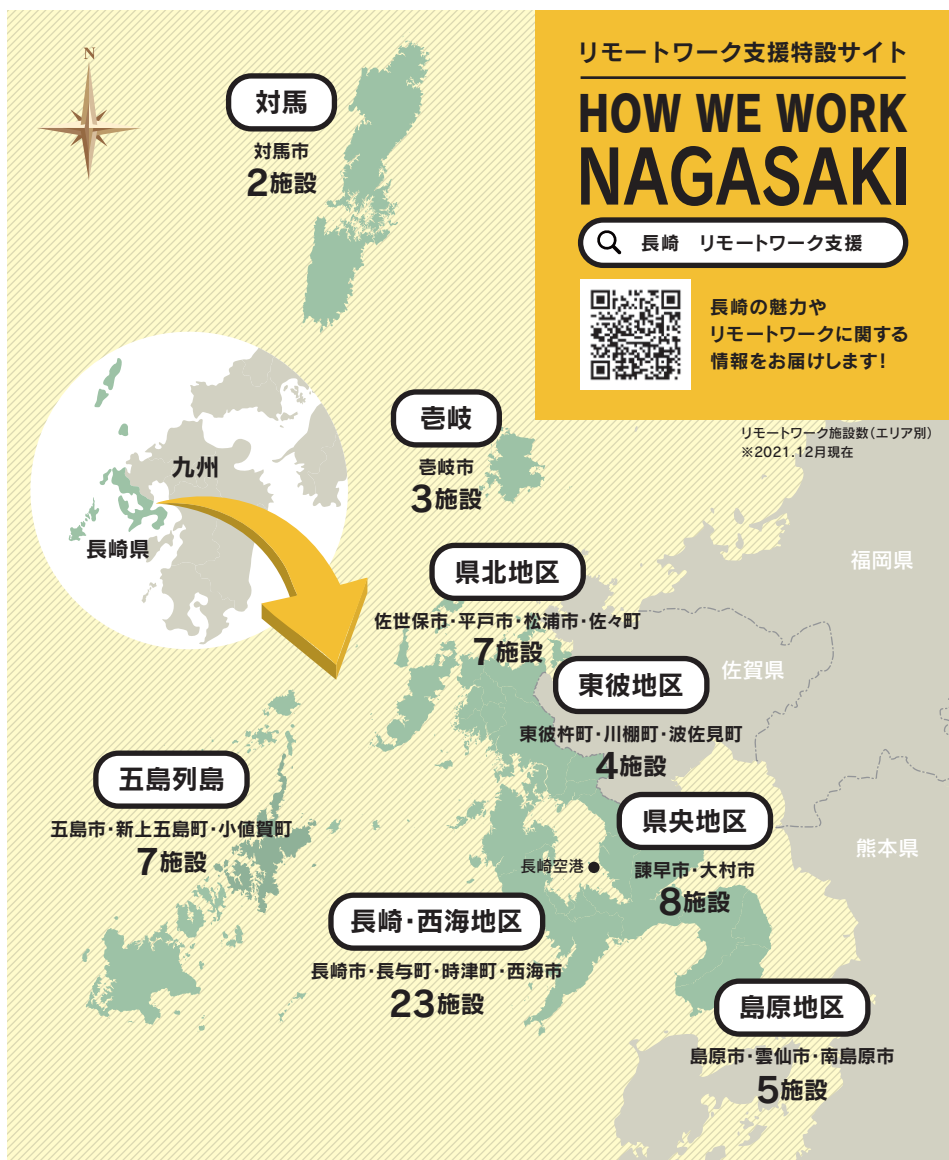 リモートワーク支援特設サイト
HOW WE WORK
NAGASAKI
長崎　リモートワーク支援
長崎の魅力や
リモートワークに関する
情報をお届けします!
リモートワーク施設数(エリア別)
※2021.12月現在
N
対馬
対馬市
2施設
壱岐
壱岐市
3施設
九州
長崎県
福岡県
県北地区
佐世保市・平戸市・松浦市・佐々町
7施設
佐賀県
東彼地区
東彼杵町・川棚町・波佐見町
4施設
五島列島
五島市・新上五島町・小値賀町
7施設
県央地区
諫早市・大村市
8施設
熊本県
長崎空港
長崎・西海地区
長崎市・長与町・時津町・西海市
23施設
島原地区
島原市・雲仙市・南島原市
5施設